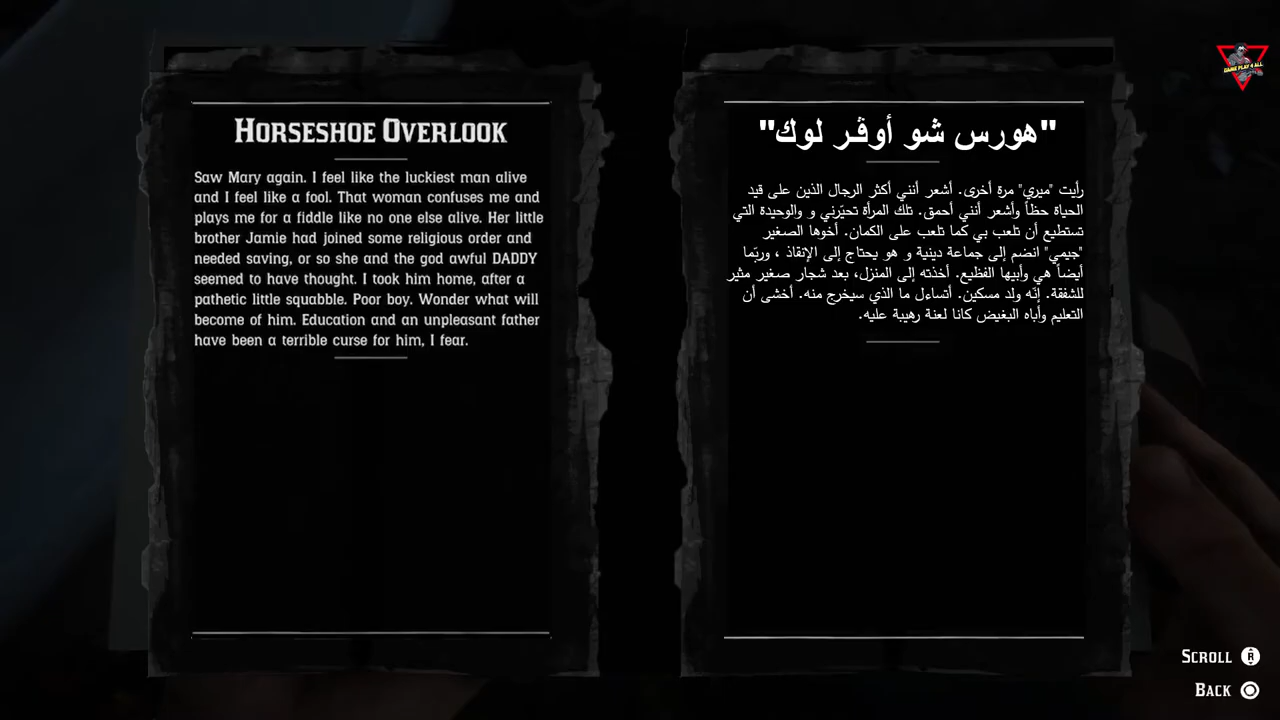 HORSESHOE OVERLOOK
Saw Mary again. I feel like the luckiest man alive
and I feel like a fool. That woman confuses me and
plays me for a fiddle like no one else alive. Her little
brother Jamie had joined some religious order and
needed saving, or so she and the god awful DADDY
seemed to have thought. I took him home, after a
pathetic little squabble. Poor boy. Wonder what will
become of him. Education and an unpleasant father
have been a terrible curse for him, I fear.
"هورس شو أوڤر لوك"
رأيت "ميري" مرة أخرى. أشعر أنني أكثر الرجال الذين على قيد
الحياة حظاً وأشعر أنني أحمق. تلك المرأة تحيّرني و والوحيدة التي
تستطيع أن تلعب بي كما تلعب على الكمان. أخوها الصغير
"جيمي" انضم إلى جماعة دينية و هو يحتاج إلى الإنقاذ ، وربّما
أيضاً هي وأبيها الفظيع. أخذته إلى المنزل، بعد شجار صغير مثير
للشفقة. إنّه ولد مسكين. أتساءل ما الذي سيخرج منه. أخشى أن
التعليم وأباه البغيض كانا لعنة رهيبة عليه.
GAME PLAY 4 ALL
SCROLL R
BACK